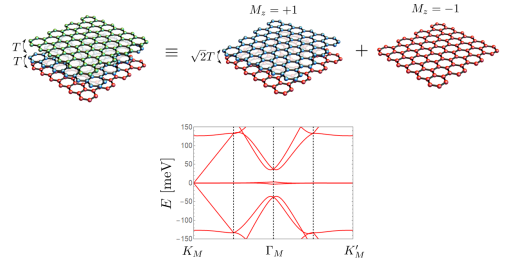 M_z = +1
M_z = −1
T
T
≡
√2T
+
E [meV]
150
100
50
0
−50
−100
−150
K_M
Γ_M
K′_M